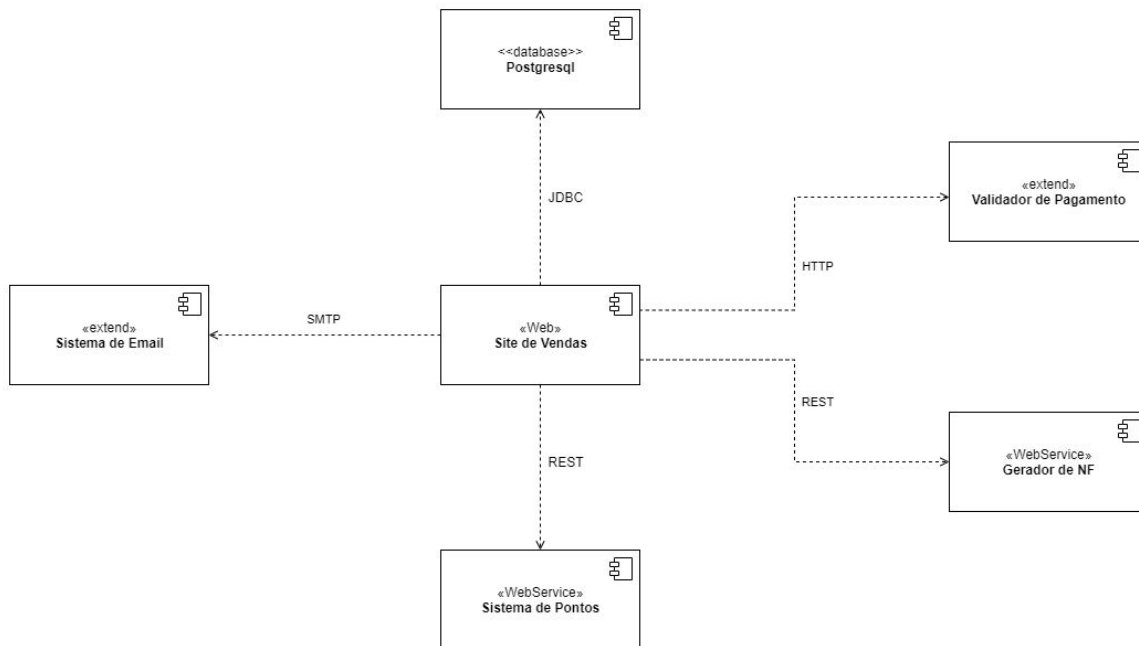 <<database>>
Postgresql
JDBC
«extend»
Validador de Pagamento
HTTP
«extend»
Sistema de Email
SMTP
«Web»
Site de Vendas
REST
«WebService»
Gerador de NF
REST
«WebService»
Sistema de Pontos